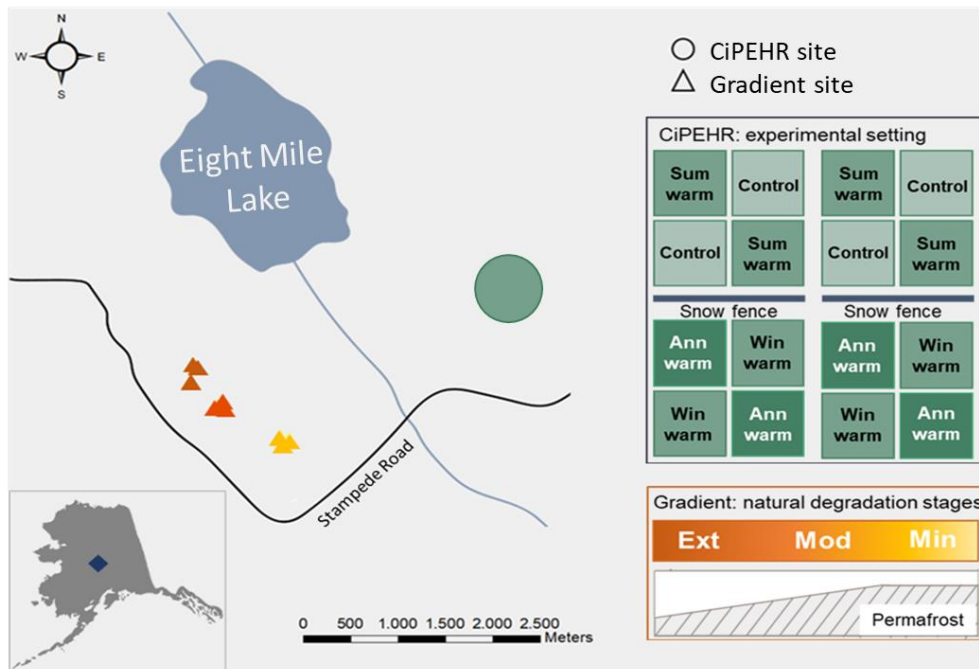 N
W E
S
CiPEHR site
Gradient site
Eight Mile
Lake
Stampede Road
CiPEHR: experimental setting
Sum
warm
Control
Sum
warm
Control
Control
Sum
warm
Control
Sum
warm
Snow fence
Snow fence
Ann
warm
Win
warm
Ann
warm
Win
warm
Win
warm
Ann
warm
Win
warm
Ann
warm
Gradient: natural degradation stages
Ext Mod Min
Permafrost
0 500 1.000 1.500 2.000 2.500
Meters